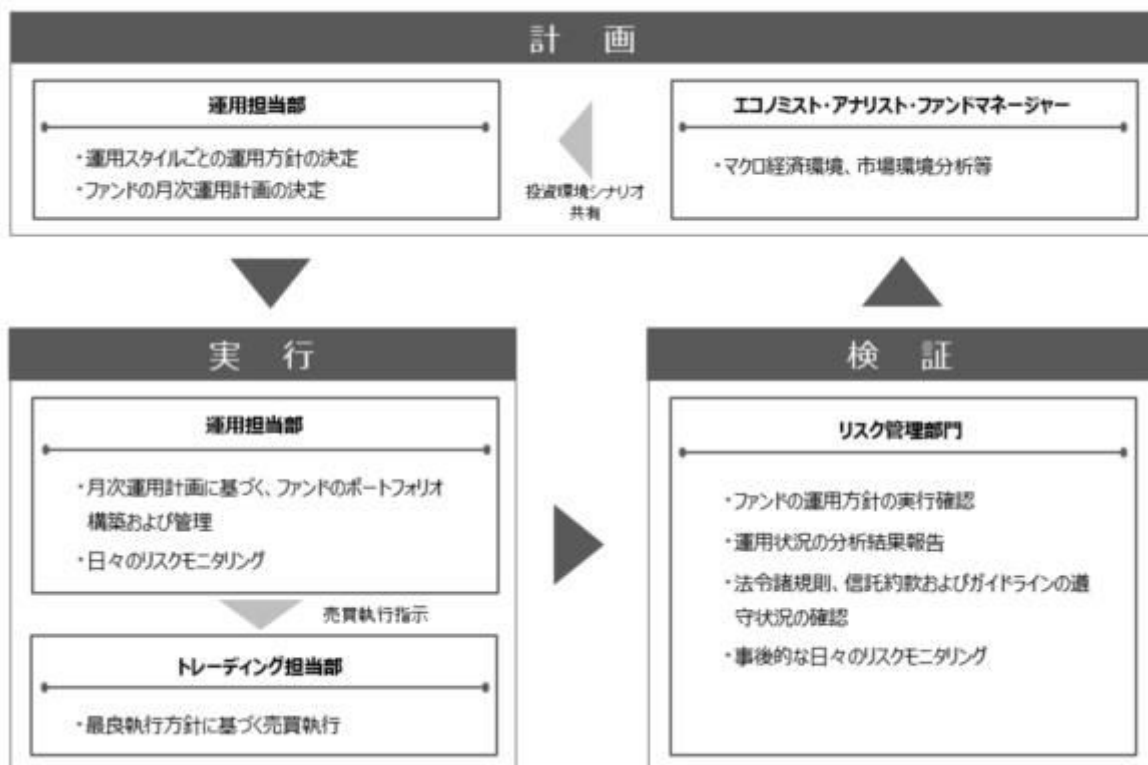 計 画
運用担当部
・運用スタイルごとの運用方針の決定
・ファンドの月次運用計画の決定
投資環境シナリオ
共有
エコノミスト・アナリスト・ファンドマネージャー
・マクロ経済環境、市場環境分析等
実 行
運用担当部
・月次運用計画に基づく、ファンドのポートフォリオ
構築および管理
・日々のリスクモニタリング
売買執行指示
トレーディング担当部
・最良執行方針に基づく売買執行
検 証
リスク管理部門
・ファンドの運用方針の実行確認
・運用状況の分析結果報告
・法令諸規則、信託約款およびガイドラインの遵
守状況の確認
・事後的な日々のリスクモニタリング